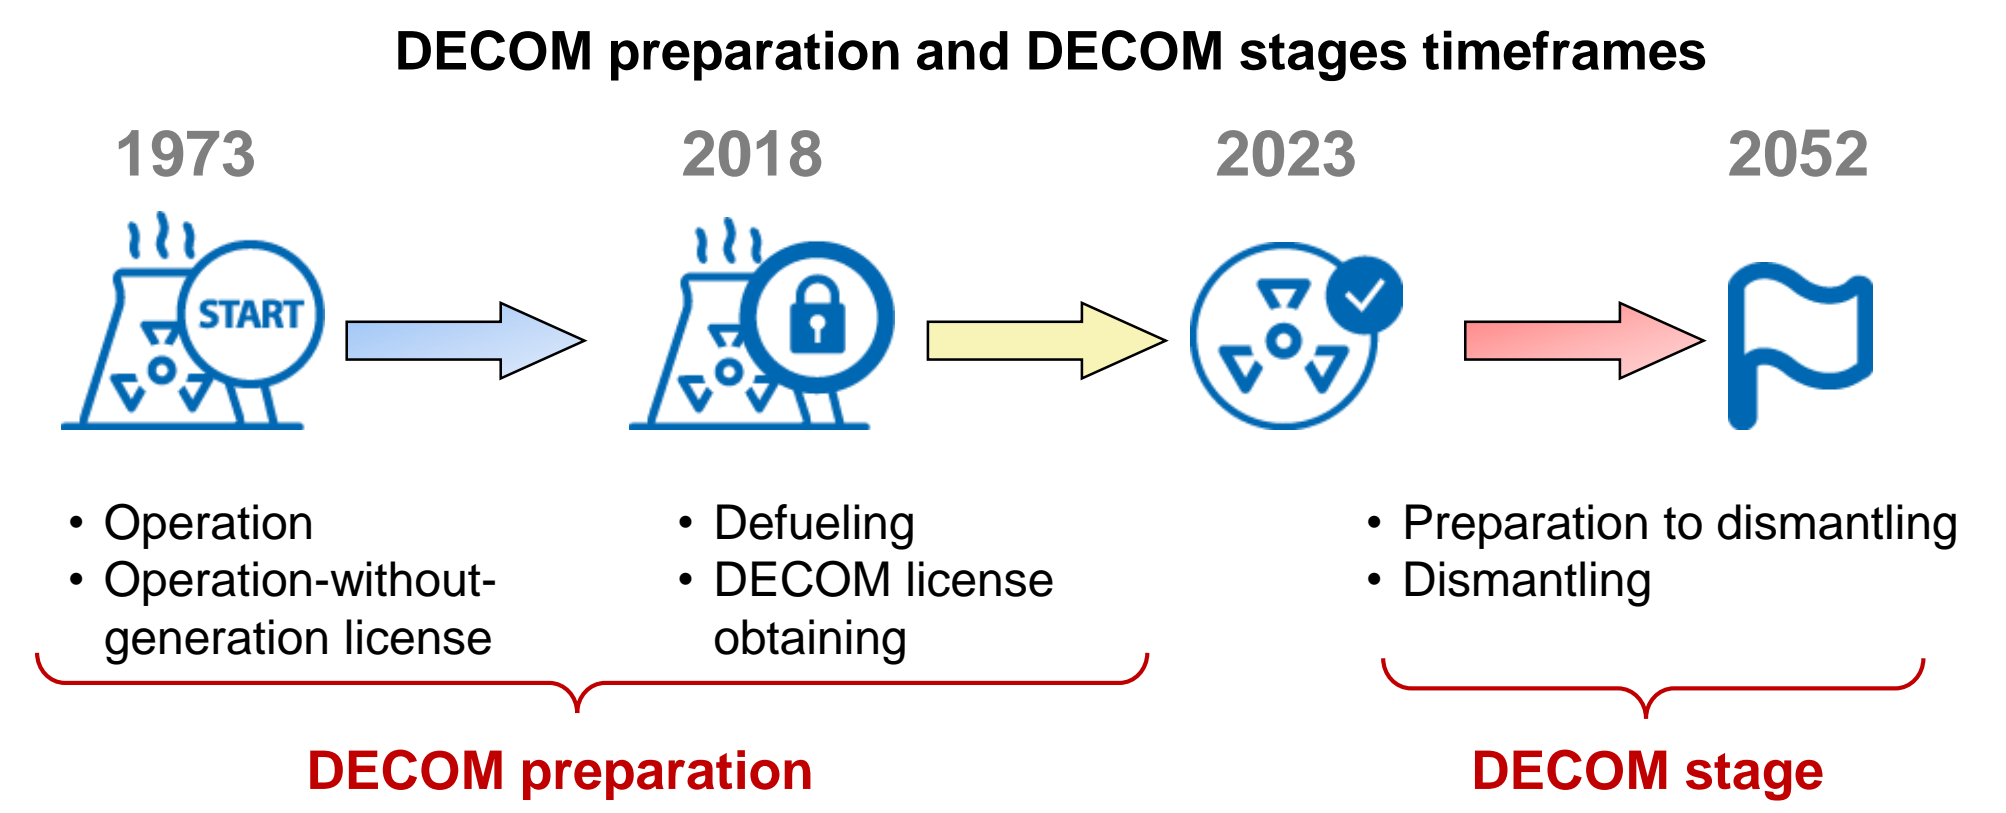 DECOM preparation and DECOM stages timeframes
1973
2018
2023
2052
START
• Operation
• Operation-without-
generation license
• Defueling
• DECOM license
obtaining
• Preparation to dismantling
• Dismantling
DECOM preparation
DECOM stage